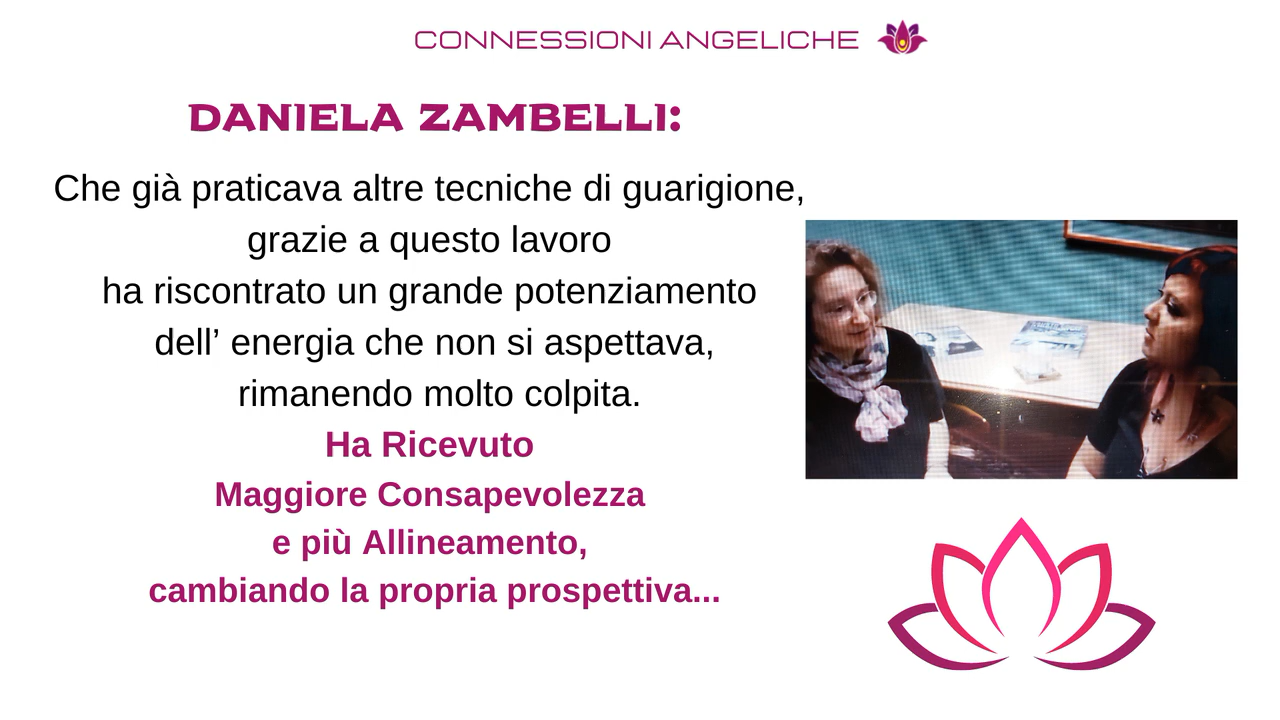 CONNESSIONI ANGELICHE
DANIELA ZAMBELLI:
Che già praticava altre tecniche di guarigione,
grazie a questo lavoro
ha riscontrato un grande potenziamento
dell’ energia che non si aspettava,
rimanendo molto colpita.
Ha Ricevuto
Maggiore Consapevolezza
e più Allineamento,
cambiando la propria prospettiva...